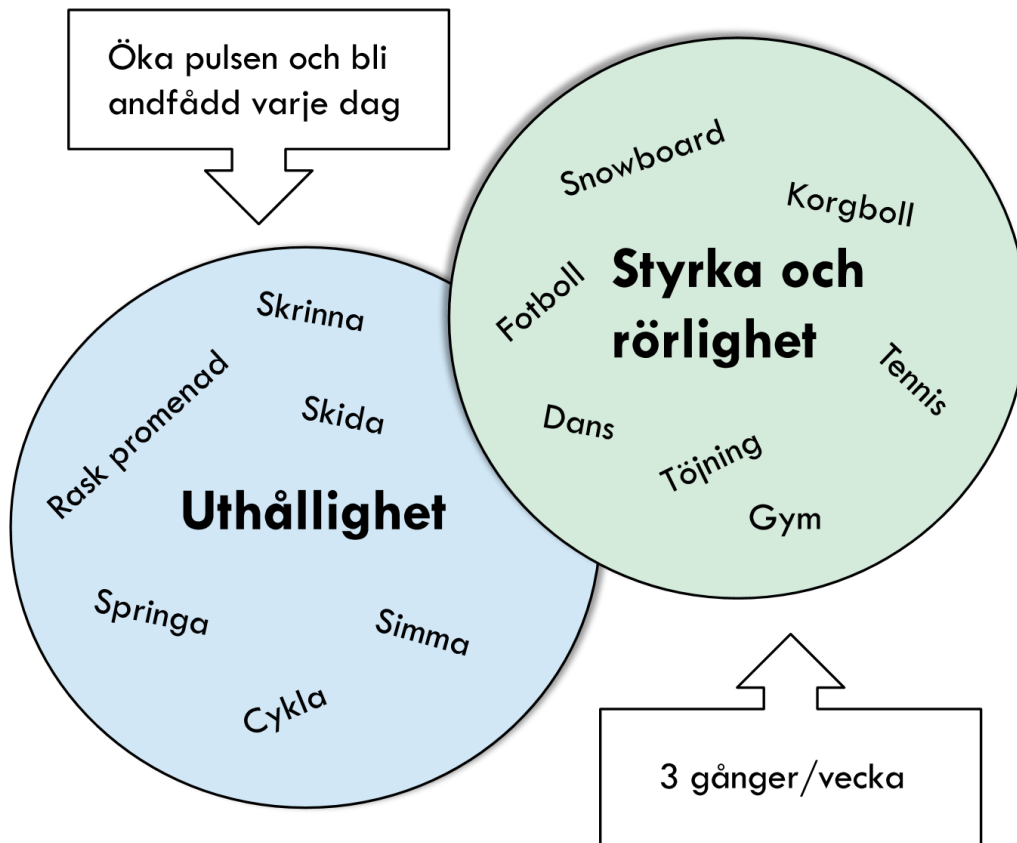 Öka pulsen och bli
andfådd varje dag
Snowboard
Korgboll
Fotboll
Styrka och
rörlighet
Tennis
Dans
Töjning
Gym
Skrinna
Rask promenad
Skida
Uthållighet
Springa
Simma
Cykla
3 gånger/vecka